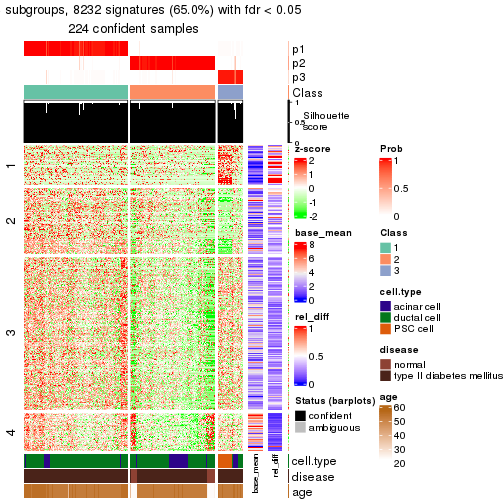 subgroups, 8232 signatures (65.0%) with fdr < 0.05
224 confident samples
p1
p2
p3
Class
1
0.5
0
Silhouette
score
1
2
3
4
z-score
2
1
0
-1
-2
base_mean
8
6
4
2
0
rel_diff
1
0.5
0
Status (barplots)
confident
ambiguous
Prob
1
0.5
0
Class
1
2
3
cell.type
acinar cell
ductal cell
PSC cell
disease
normal
type II diabetes mellitus
age
60
50
40
30
20
cell.type
disease
age
base_mean
rel_diff